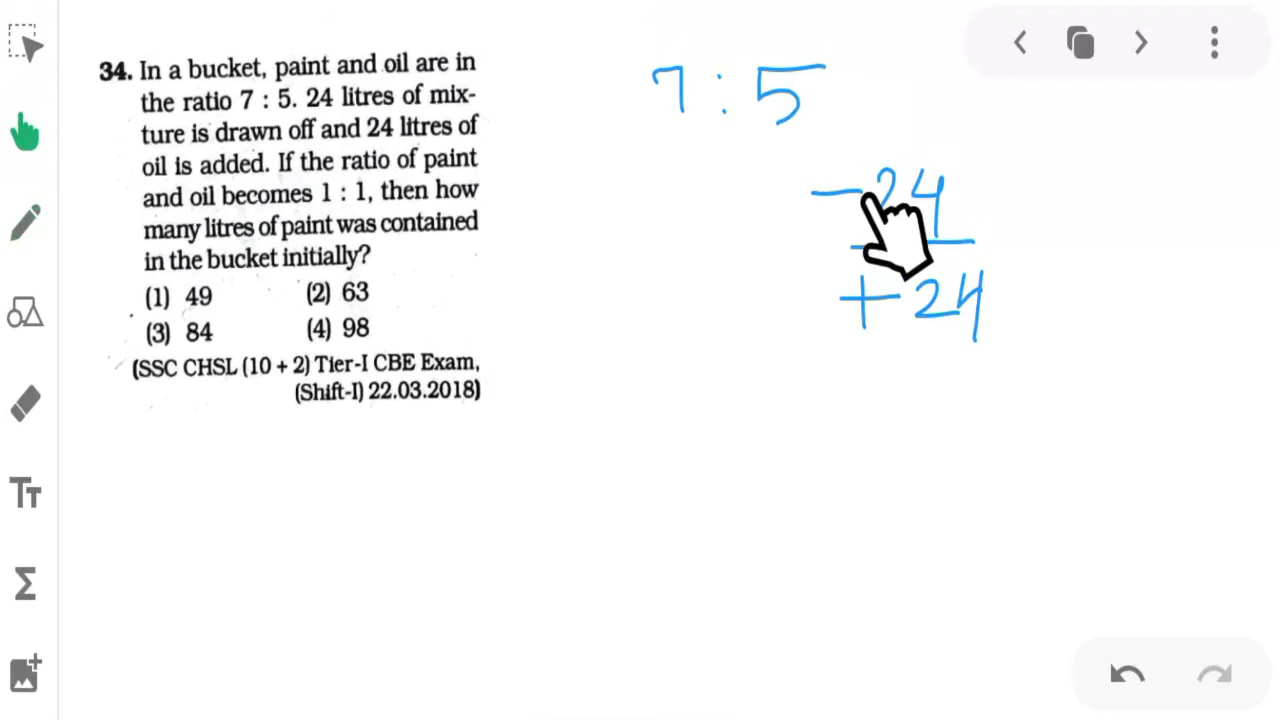 34. In a bucket, paint and oil are in
the ratio 7 : 5. 24 litres of mix-
ture is drawn off and 24 litres of
oil is added. If the ratio of paint
and oil becomes 1 : 1, then how
many litres of paint was contained
in the bucket initially?
(1) 49 (2) 63
(3) 84 (4) 98
(SSC CHSL (10 + 2) Tier-I CBE Exam,
(Shift-I) 22.03.2018)
7 : 5
- 24
+ 24
TT
Σ